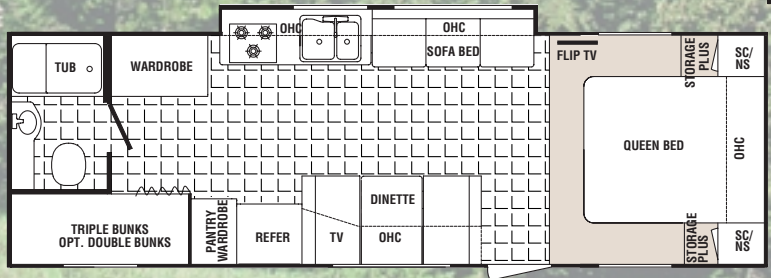 OHC
OHC
SOFA BED
FLIP TV
STORAGE
PLUS
SC/
NS
TUB
WARDROBE
QUEEN BED
OHC
DINETTE
TRIPLE BUNKS
OPT. DOUBLE BUNKS
PANTRY
WARDROBE
REFER
TV
OHC
STORAGE
PLUS
SC/
NS